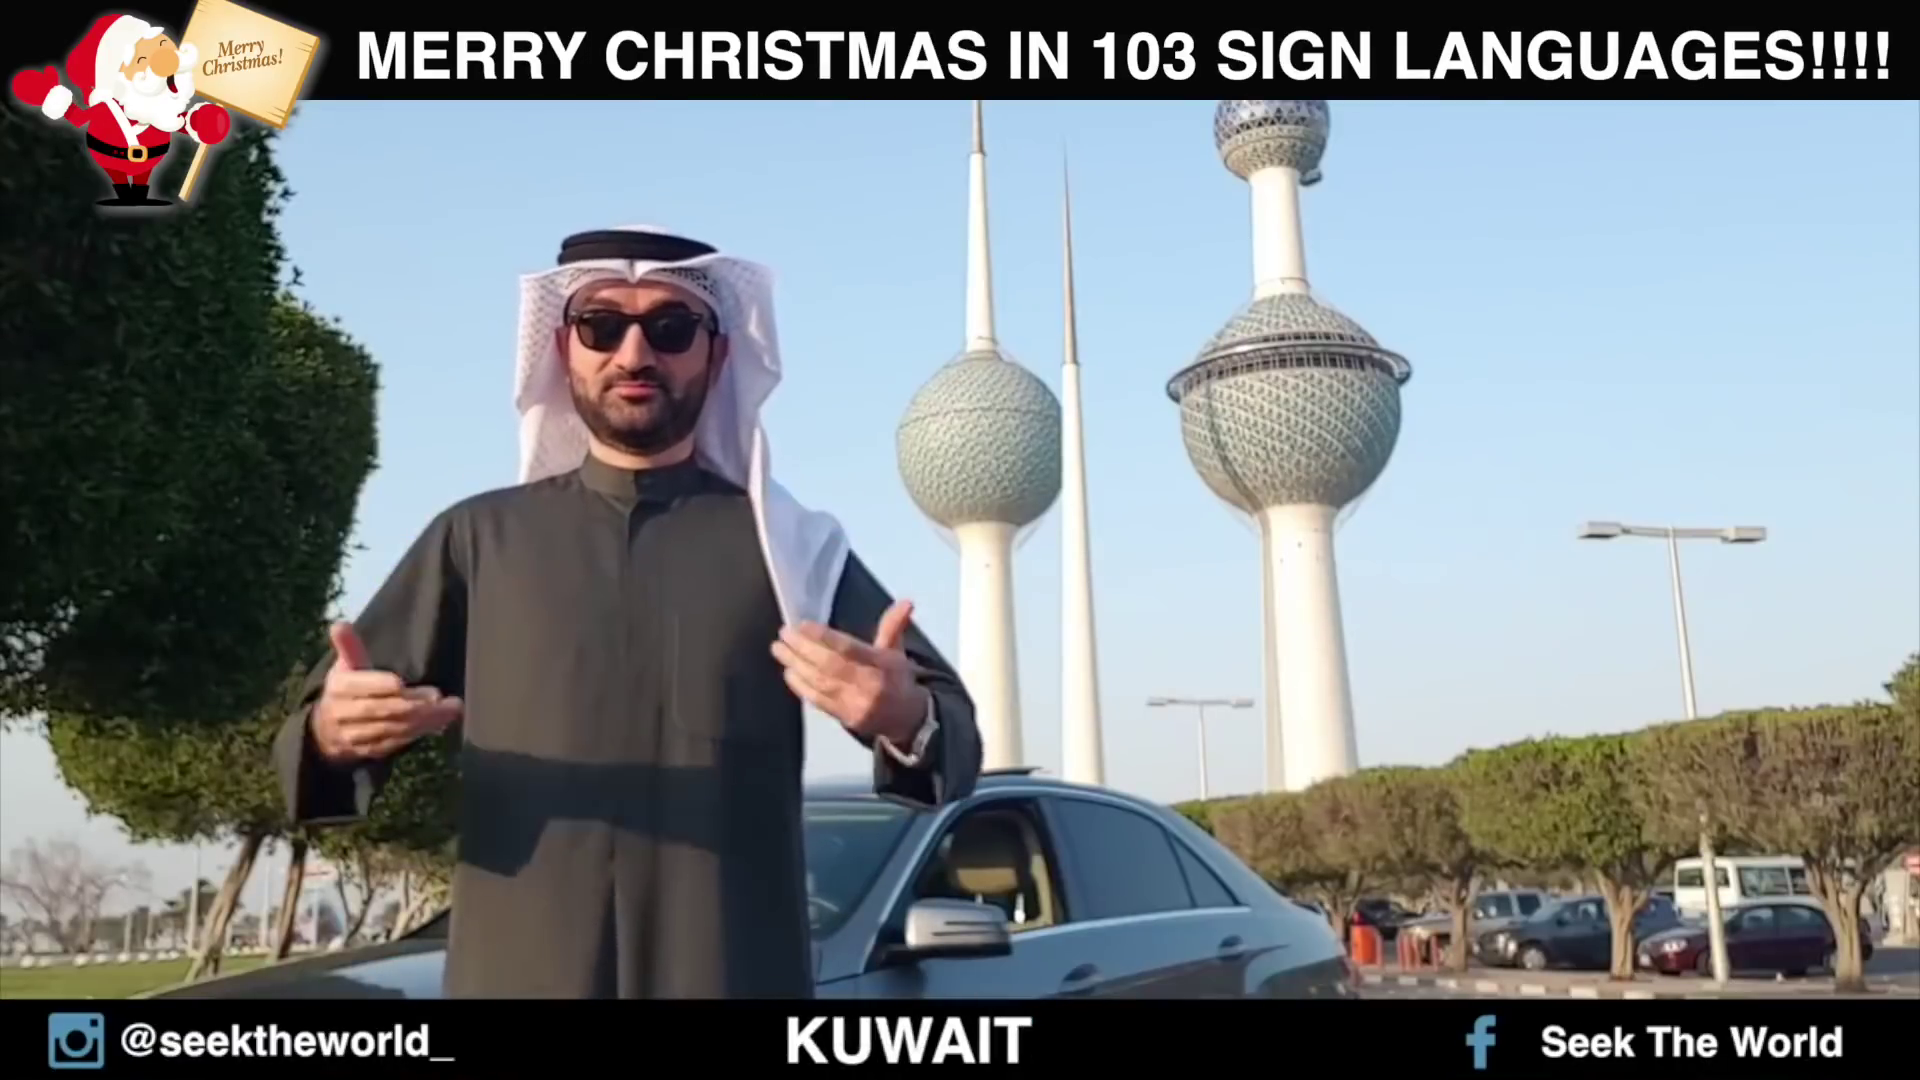 Merry
Christmas!
MERRY CHRISTMAS IN 103 SIGN LANGUAGES!!!!
@seektheworld_
KUWAIT
Seek The World